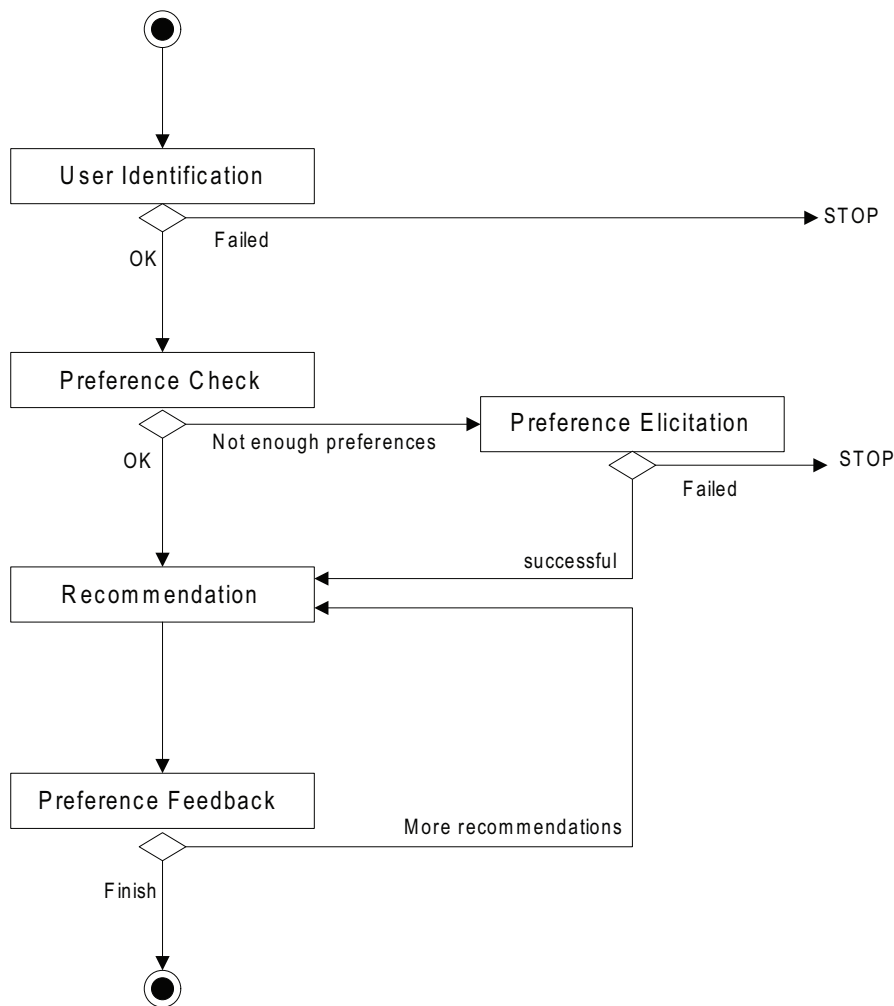 User Identification
STOP
Failed
OK
Preference Check
Preference Elicitation
Not enough preferences
OK
STOP
Failed
successful
Recommendation
Preference Feedback
More recommendations
Finish